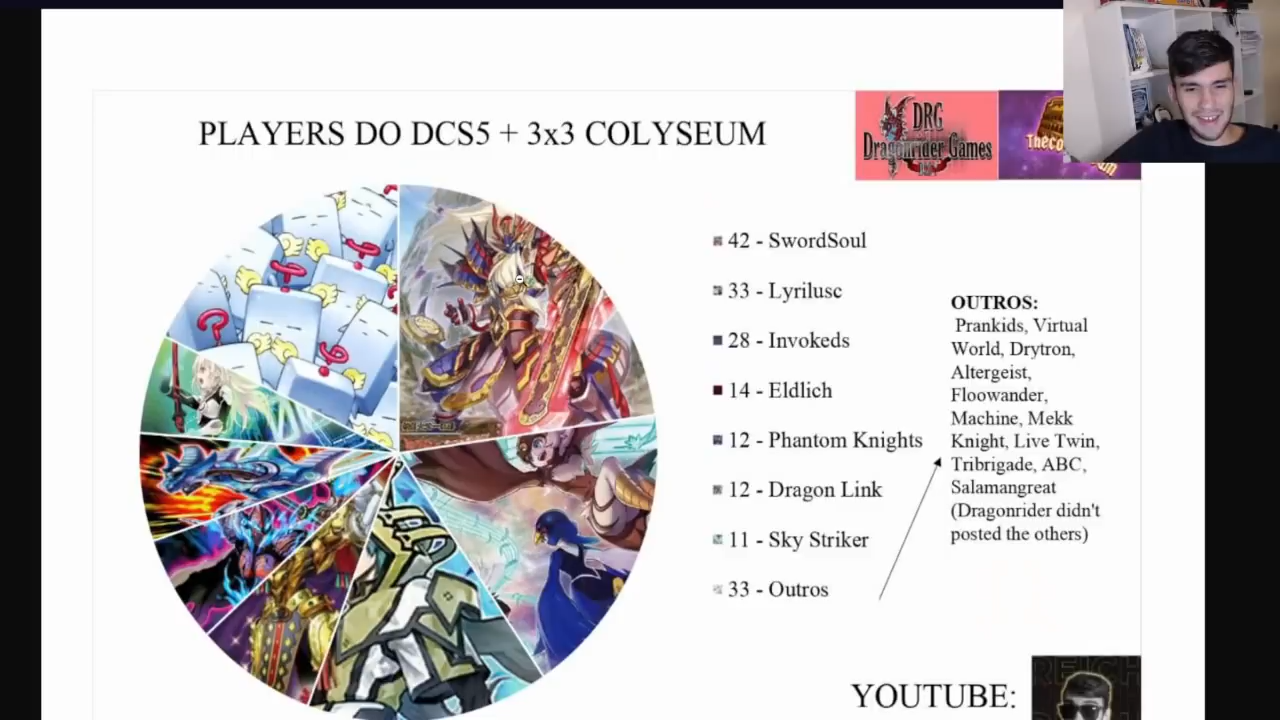 PLAYERS DO DCS5 + 3x3 COLYSEUM
DRG
Dragonrider Games
42 - SwordSoul
33 - Lyrilusc
28 - Invokeds
14 - Eldlich
12 - Phantom Knights
12 - Dragon Link
11 - Sky Striker
33 - Outros
OUTROS:
Prankids, Virtual
World, Drytron,
Altergeist,
Floowander,
Machine, Mekk
Knight, Live Twin,
Tribrigade, ABC,
Salamangreat
(Dragonrider didn't
posted the others)
YOUTUBE:
REICH